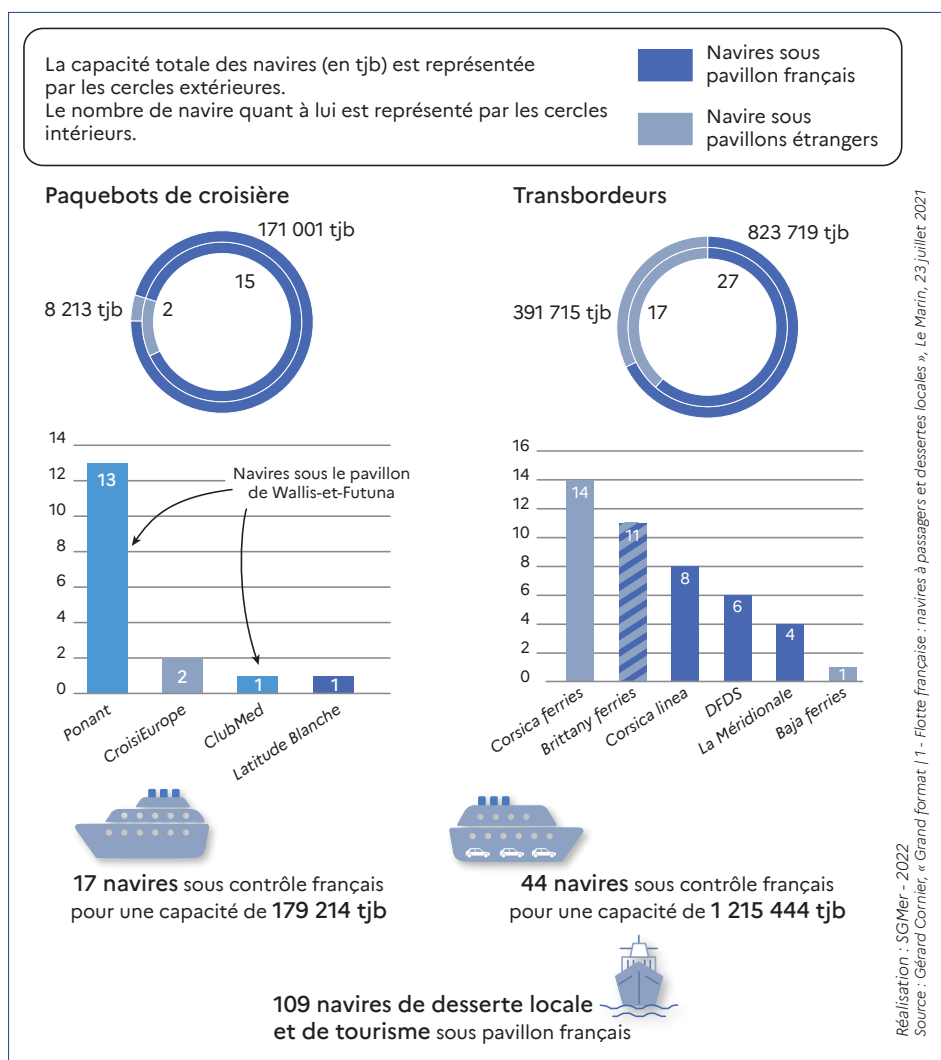 La capacité totale des navires (en tjb) est représentée
par les cercles extérieures.
Le nombre de navire quant à lui est représenté par les cercles
intérieurs.
Navires sous
pavillon français
Navire sous
pavillons étrangers
Paquebots de croisière
171 001 tjb
15
8 213 tjb
2
14
12
10
8
6
4
2
0
Navires sous le pavillon
de Wallis-et-Futuna
13
2
1
1
Ponant
CroisiEurope
ClubMed
Latitude Blanche
17 navires sous contrôle français
pour une capacité de 179 214 tjb
Transbordeurs
823 719 tjb
27
391 715 tjb
17
16
14
12
10
8
6
4
2
0
14
11
8
6
4
1
Corsica ferries
Brittany ferries
Corsica linea
DFDS
La Méridionale
Baja ferries
44 navires sous contrôle français
pour une capacité de 1 215 444 tjb
109 navires de desserte locale
et de tourisme sous pavillon français
Réalisation : SGMer - 2022
Source : Gérard Cornier, « Grand format | 1 - Flotte française : navires à passagers et dessertes locales », Le Marin, 23 juillet 2021